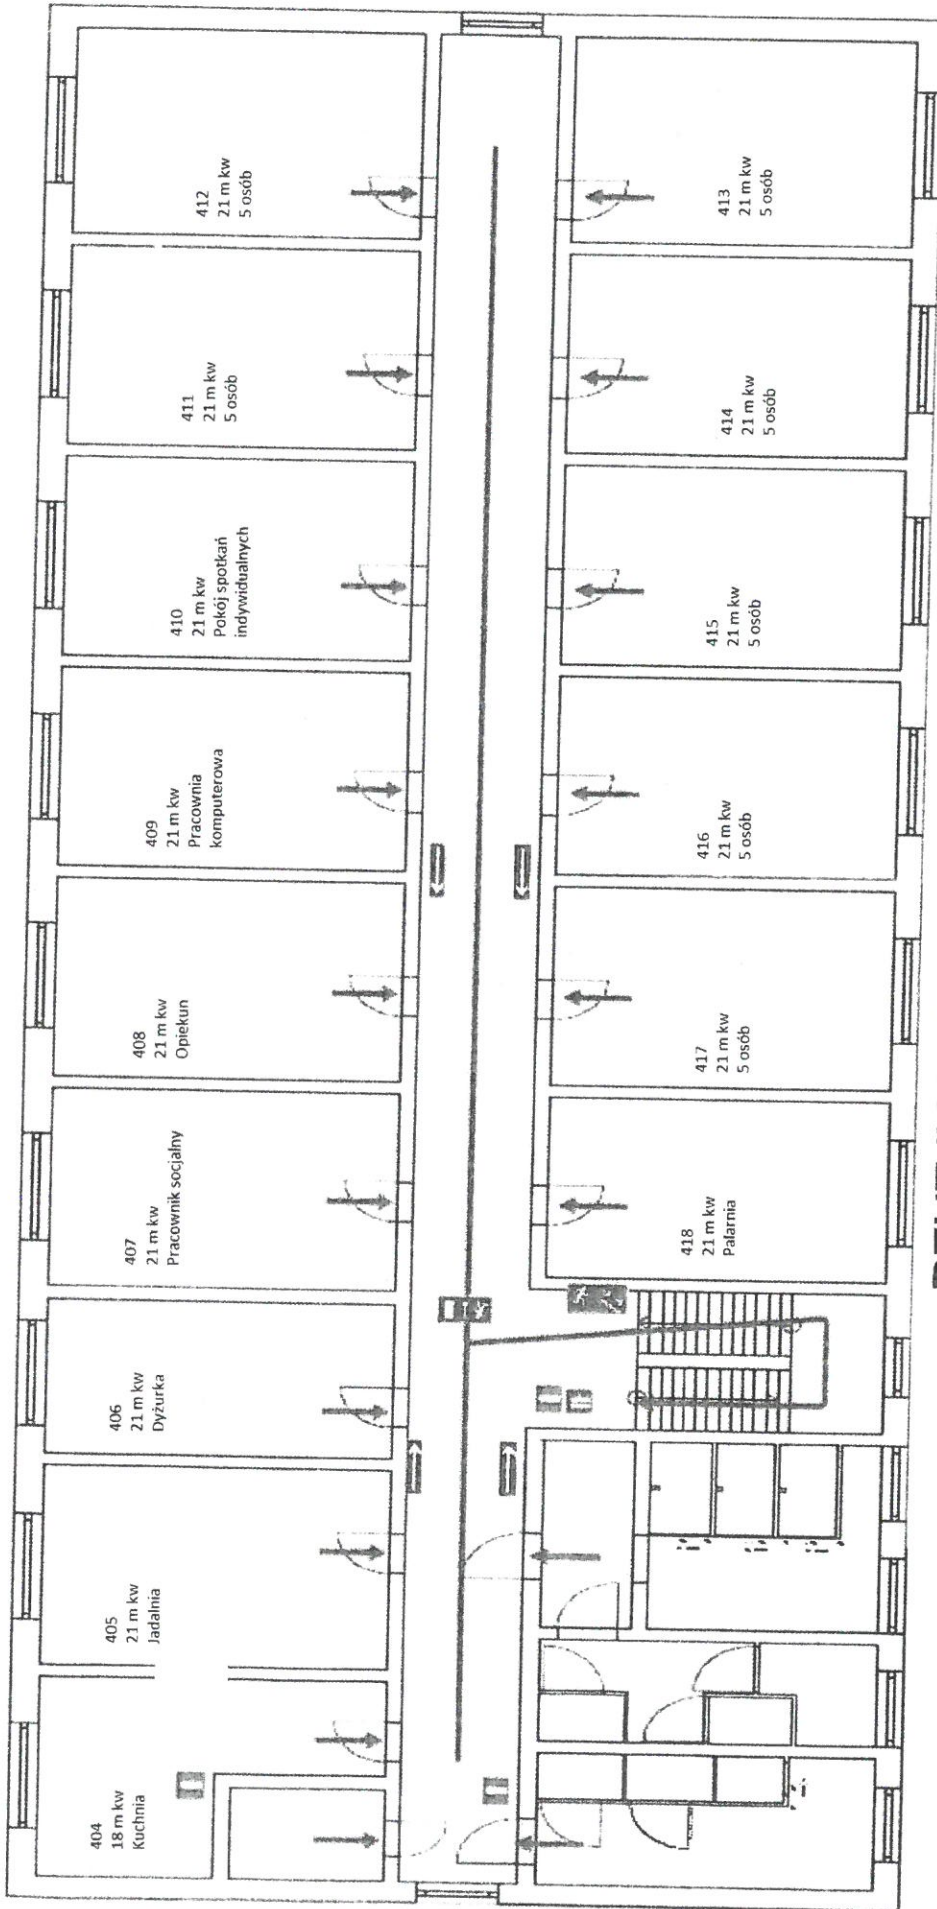 404
18 m kw
Kuchnia
405
21 m kw
Jadalnia
406
21 m kw
Dyżurka
407
21 m kw
Pracownik socjalny
408
21 m kw
Opiekun
409
21 m kw
Pracownia
komputerowa
410
21 m kw
Pokój spotkań
indywidualnych
411
21 m kw
5 osób
412
21 m kw
5 osób
418
21 m kw
Palarnia
417
21 m kw
5 osób
416
21 m kw
5 osób
415
21 m kw
5 osób
414
21 m kw
5 osób
413
21 m kw
5 osób